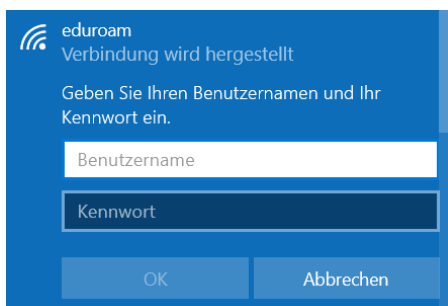 eduroam
Verbindung wird hergestellt
Geben Sie Ihren Benutzernamen und Ihr
Kennwort ein.
Benutzername
Kennwort
OK Abbrechen